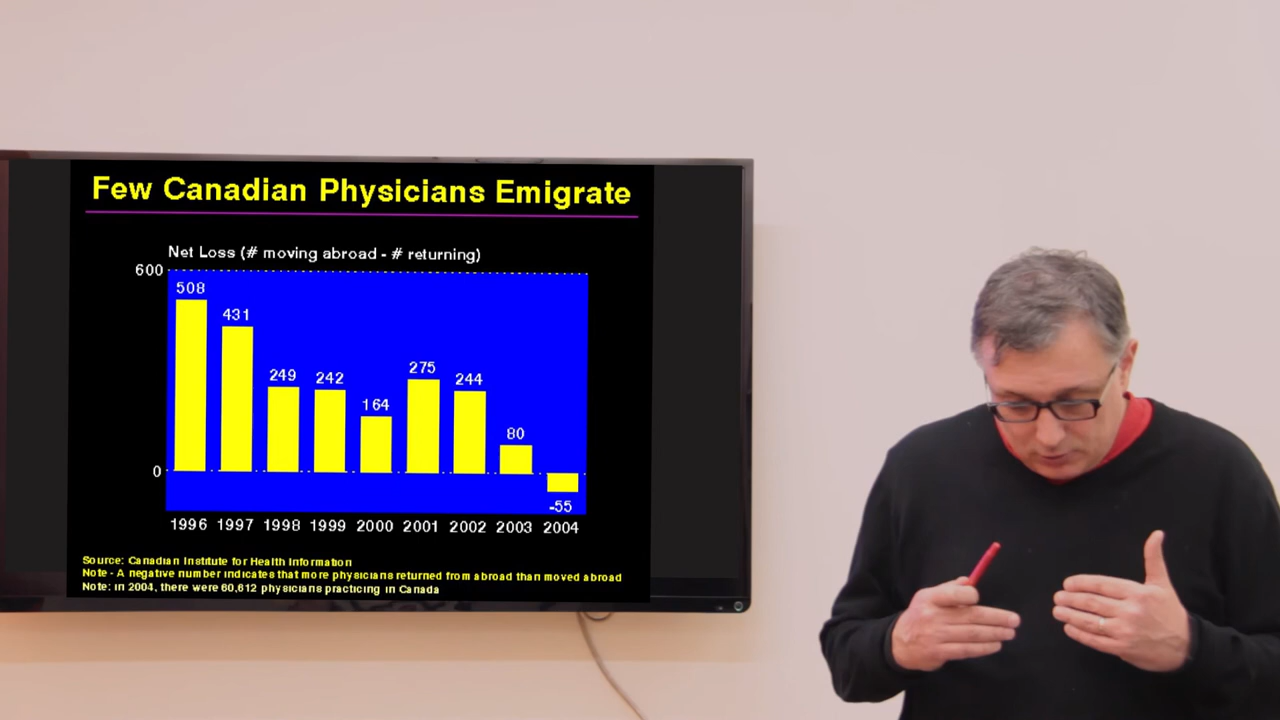 Few Canadian Physicians Emigrate
Net Loss (# moving abroad - # returning)
600
508
431
249
242
164
275
244
80
0
-55
1996 1997 1998 1999 2000 2001 2002 2003 2004
Source: Canadian Institute for Health Information
Note - A negative number indicates that more physicians returned from abroad than moved abroad
Note: in 2004, there were 60,612 physicians practicing in Canada